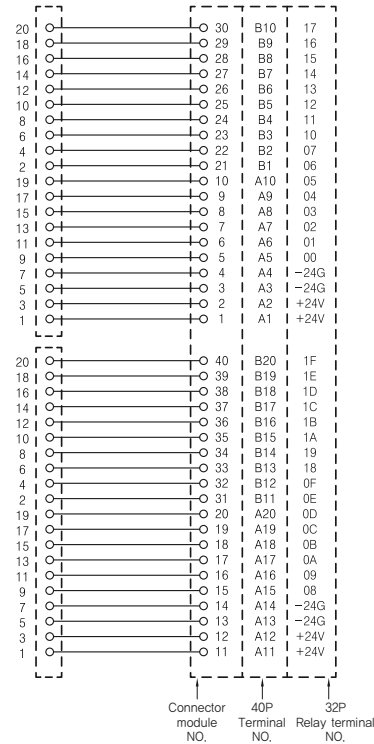 20 30 B10 17
18 29 B9 16
16 28 B8 15
14 27 B7 14
12 26 B6 13
10 25 B5 12
8 24 B4 11
6 23 B3 10
4 22 B2 07
2 21 B1 06
19 10 A10 05
17 9 A9 04
15 8 A8 03
13 7 A7 02
11 6 A6 01
9 5 A5 00
7 4 A4 −24G
5 3 A3 −24G
3 2 A2 +24V
1 1 A1 +24V
20 40 B20 1F
18 39 B19 1E
16 38 B18 1D
14 37 B17 1C
12 36 B16 1B
10 35 B15 1A
8 34 B14 19
6 33 B13 18
4 32 B12 0F
2 31 B11 0E
19 20 A20 0D
17 19 A19 0C
15 18 A18 0B
13 17 A17 0A
11 16 A16 09
9 15 A15 08
7 14 A14 −24G
5 13 A13 −24G
3 12 A12 +24V
1 11 A11 +24V
Connector 40P 32P
module Terminal Relay terminal
NO. NO. NO.